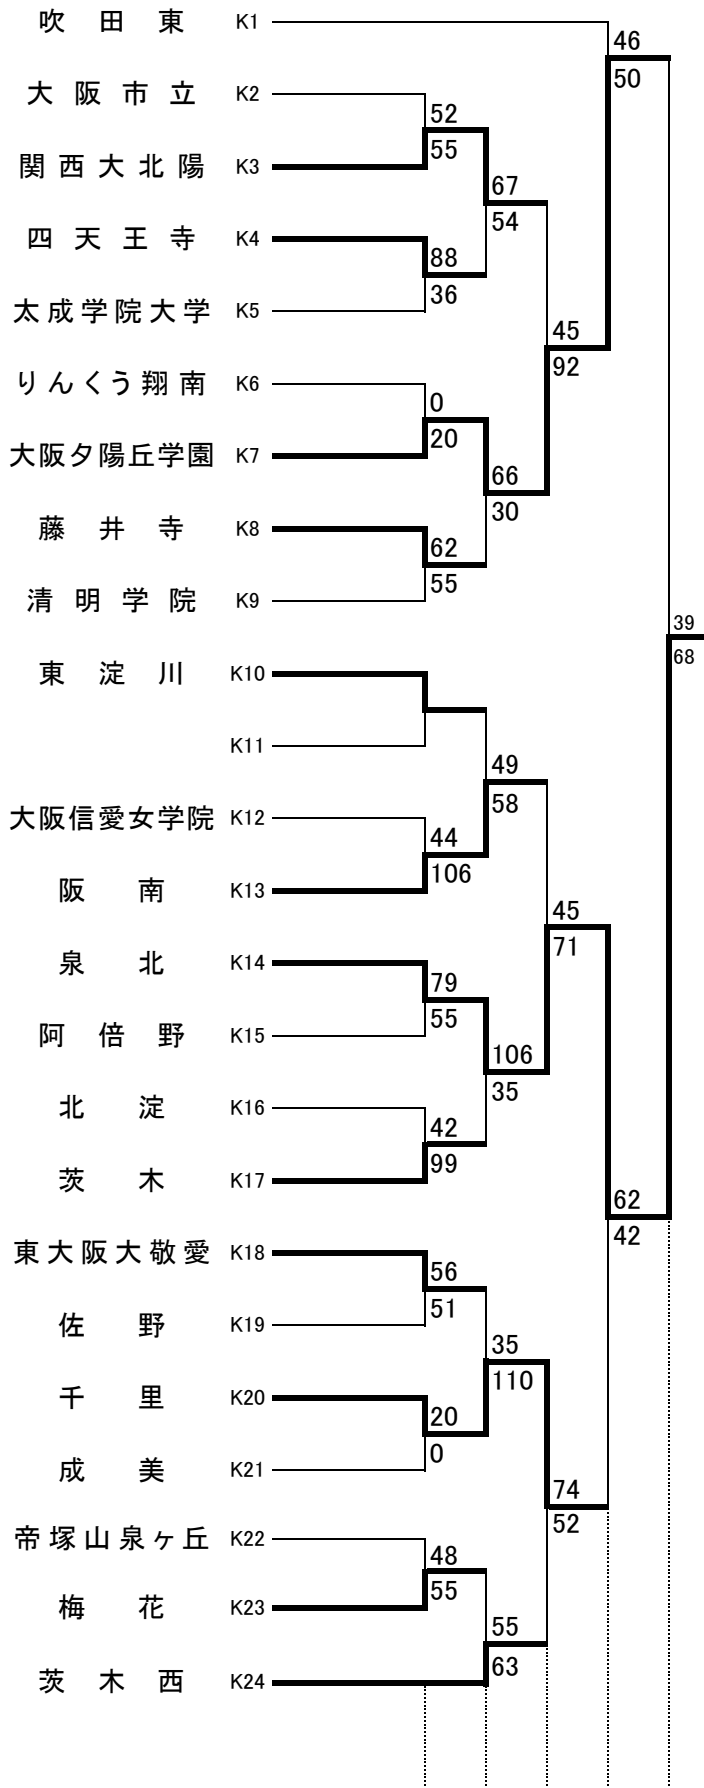 吹田東 K1
46
50
大阪市立 K2
52
55
関西大北陽 K3
67
54
四天王寺 K4
88
36
太成学院大学 K5
45
92
りんくう翔南 K6
0
20
大阪夕陽丘学園 K7
66
30
藤井寺 K8
62
55
清明学院 K9
39
68
東淀川 K10
K11
49
58
大阪信愛女学院 K12
44
106
阪南 K13
45
71
泉北 K14
79
55
阿倍野 K15
106
35
北淀 K16
42
99
茨木 K17
62
42
東大阪大敬愛 K18
56
51
佐野 K19
35
110
千里 K20
20
0
成美 K21
74
52
帝塚山泉ヶ丘 K22
48
55
梅花 K23
55
63
茨木西 K24